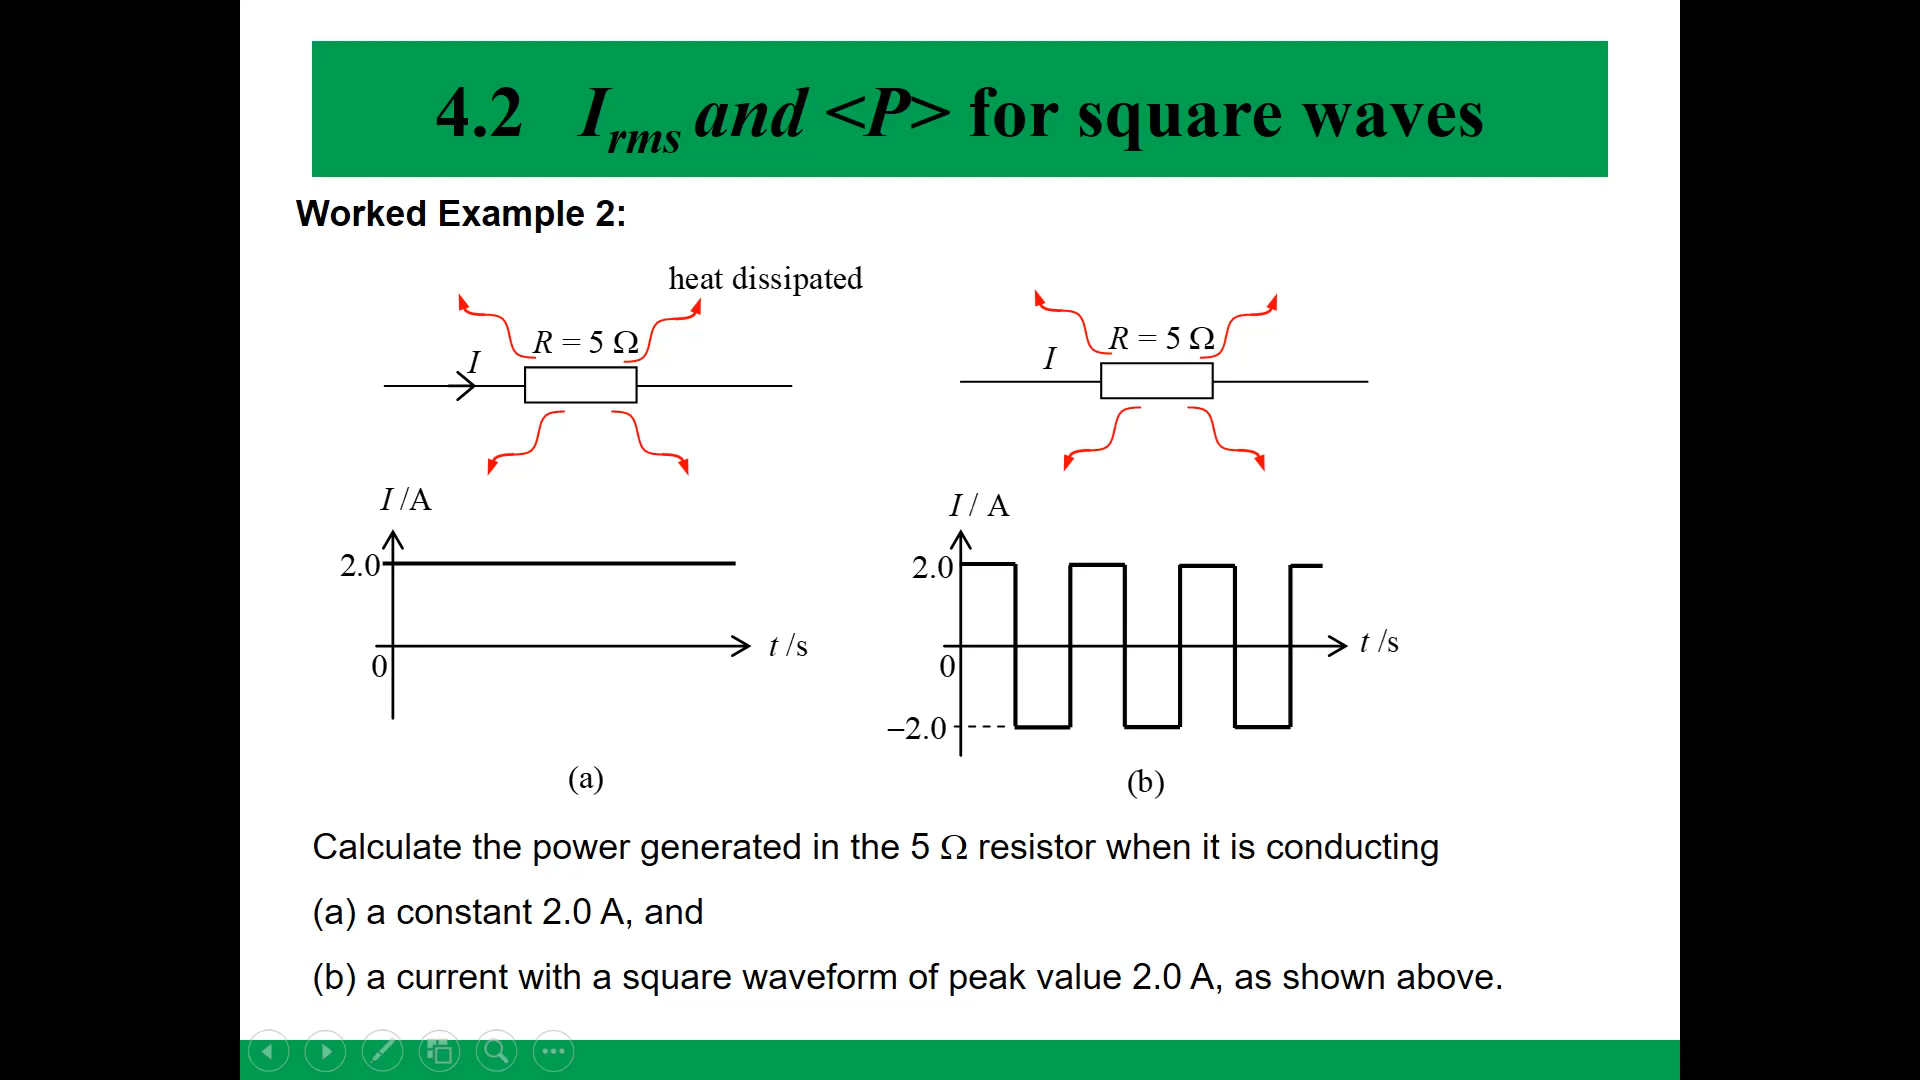 4.2 Irms and <P> for square waves
Worked Example 2:
heat dissipated
R = 5 Ω
I
R = 5 Ω
I
I /A
2.0
0
t /s
(a)
I / A
2.0
0
–2.0
t /s
(b)
Calculate the power generated in the 5 Ω resistor when it is conducting
(a) a constant 2.0 A, and
(b) a current with a square waveform of peak value 2.0 A, as shown above.